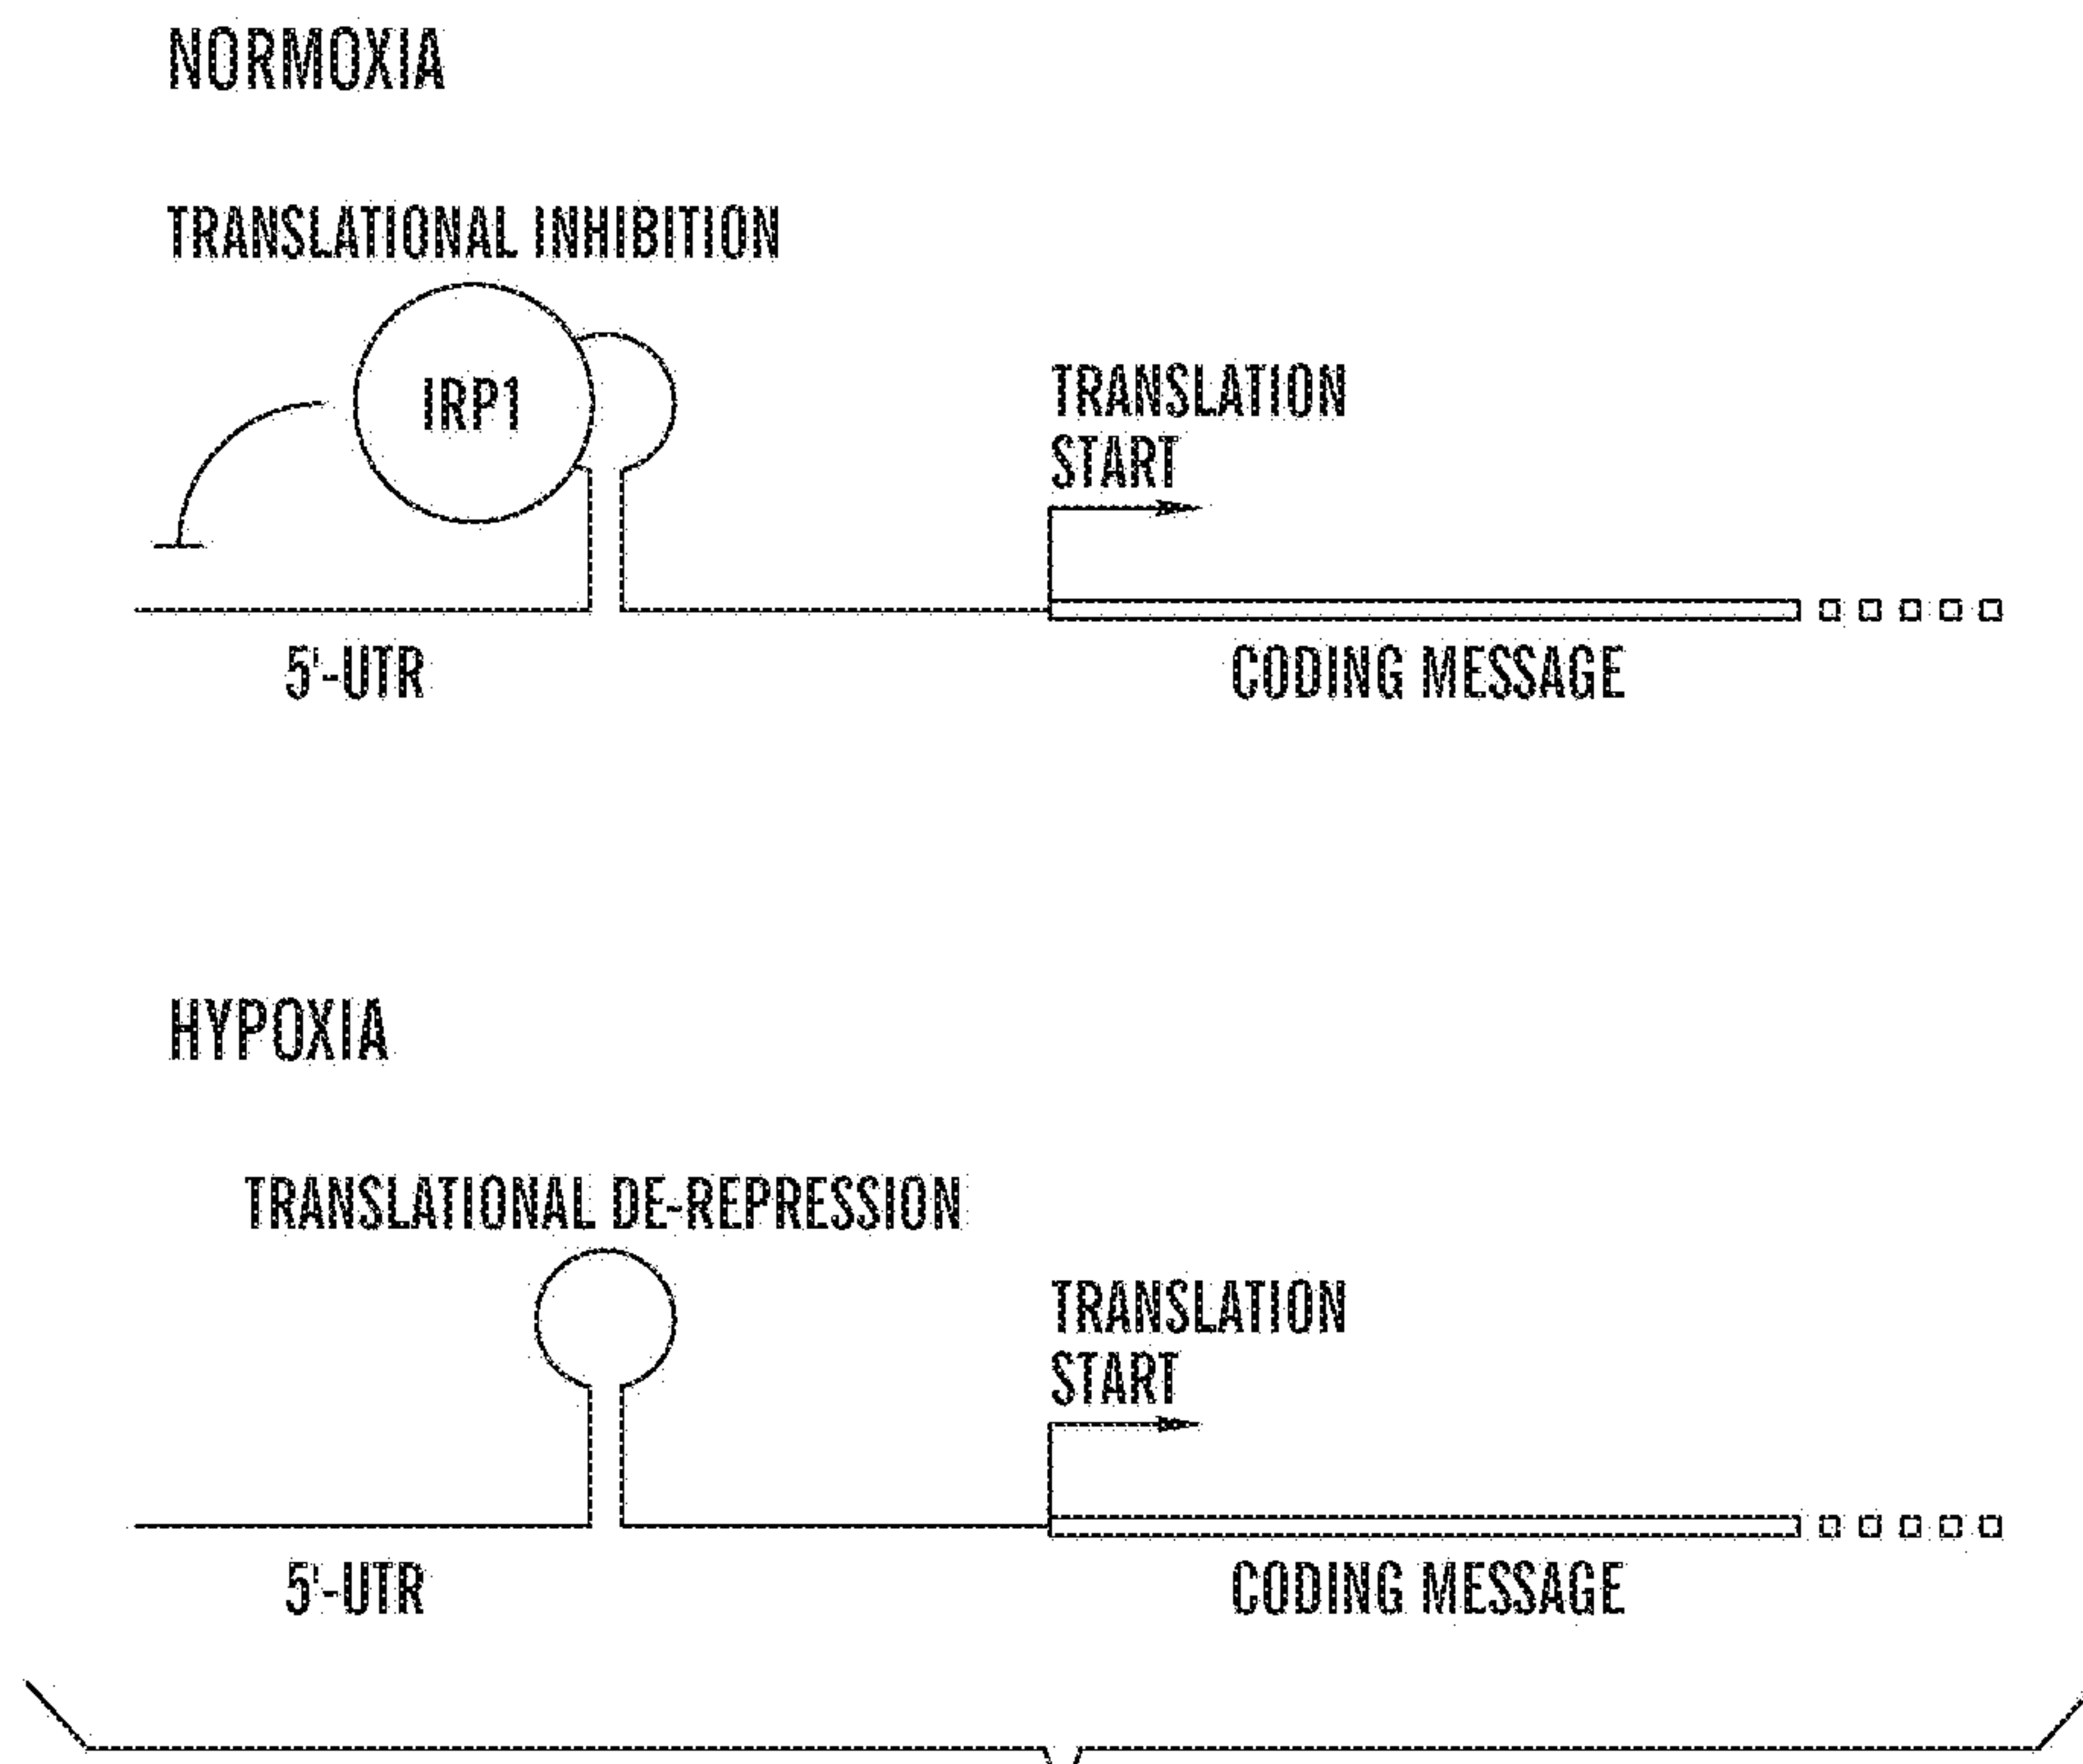 NORMOXIA
TRANSLATIONAL INHIBITION
IRP1
TRANSLATION
START
5'-UTR
CODING MESSAGE
HYPOXIA
TRANSLATIONAL DE-REPRESSION
TRANSLATION
START
5'-UTR
CODING MESSAGE